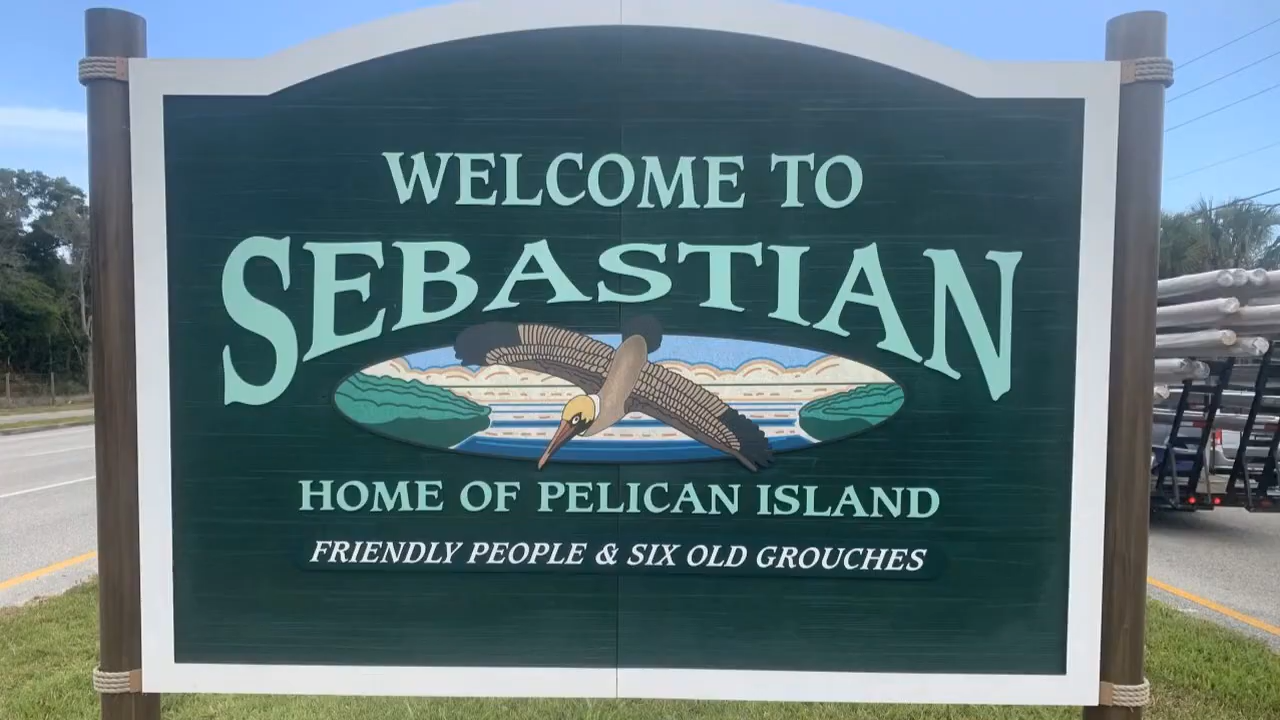 WELCOME TO
SEBASTIAN
HOME OF PELICAN ISLAND
FRIENDLY PEOPLE & SIX OLD GROUCHES